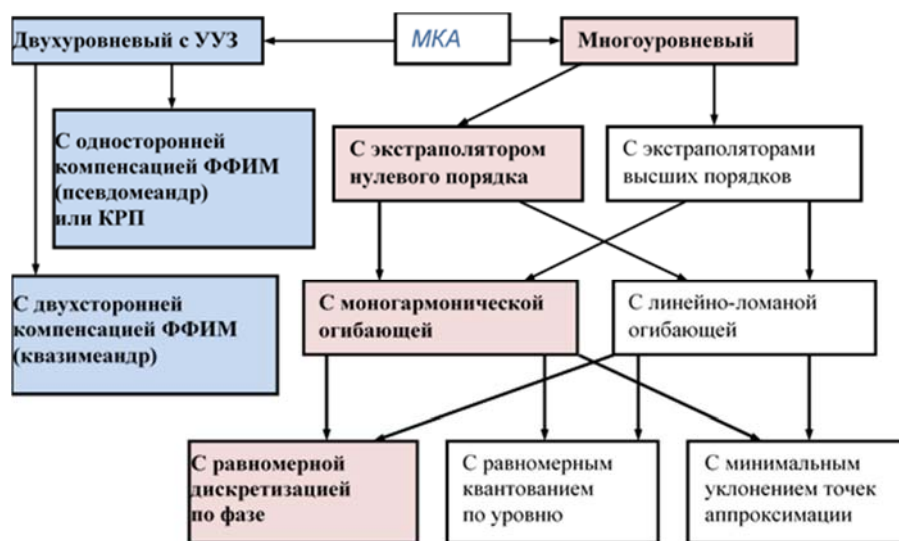 Двухуровневый с УУЗ
МКА
Многоуровневый
С односторонней
компенсацией ФФИМ
(псевдомеандр)
или КРП
С экстраполятором
нулевого порядка
С экстраполяторами
высших порядков
С двухсторонней
компенсацией ФФИМ
(квазимеандр)
С моногармонической
огибающей
С линейно-ломаной
огибающей
С равномерной
дискретизацией
по фазе
С равномерным
квантованием
по уровню
С минимальным
уклонением точек
аппроксимации